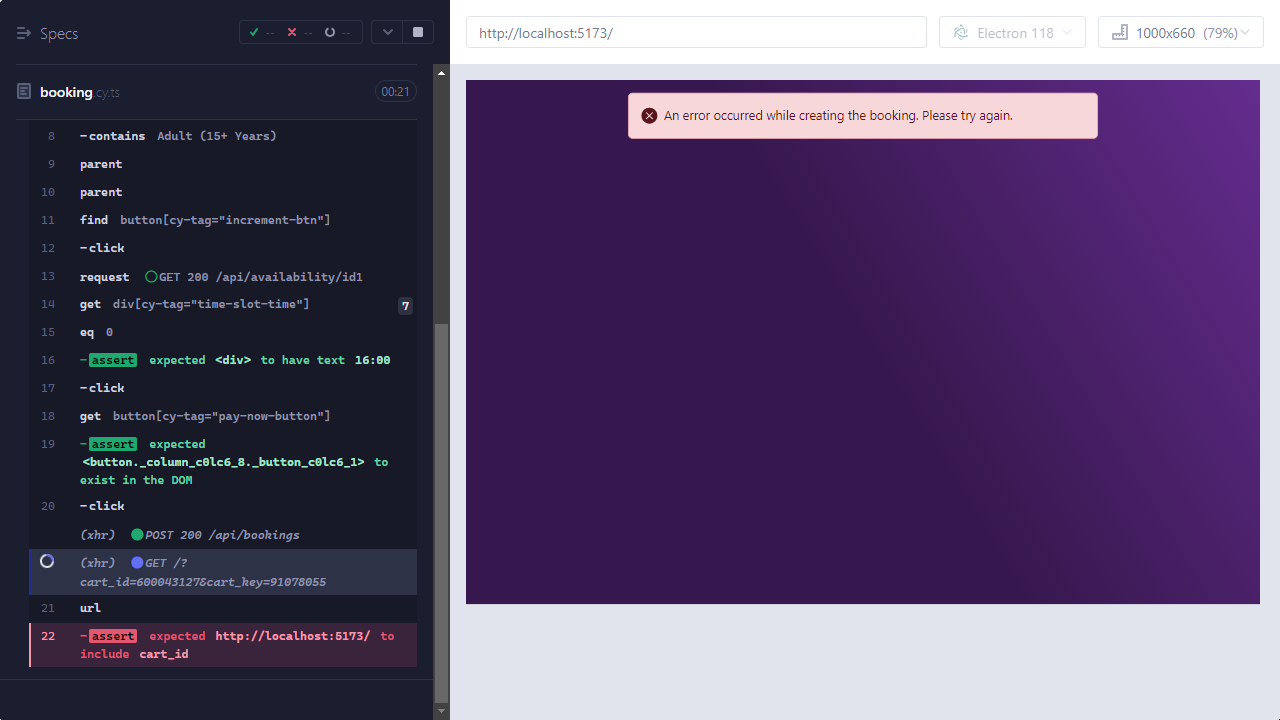 Specs
--
--
--
http://localhost:5173/
Electron 118
1000x660 (79%)
booking.cy.ts
00:21
8 -contains Adult (15+ Years)
9 parent
10 parent
11 find button[cy-tag="increment-btn"]
12 -click
13 request GET 200 /api/availability/id1
14 get div[cy-tag="time-slot-time"] 7
15 eq 0
16 -assert expected <div> to have text 16:00
17 -click
18 get button[cy-tag="pay-now-button"]
19 -assert expected
<button._column_c0lc6_8._button_c0lc6_1> to
exist in the DOM
20 -click
(xhr) POST 200 /api/bookings
(xhr) GET /?
cart_id=600043127&cart_key=91078055
21 url
22 -assert expected http://localhost:5173/ to
include cart_id
An error occurred while creating the booking. Please try again.